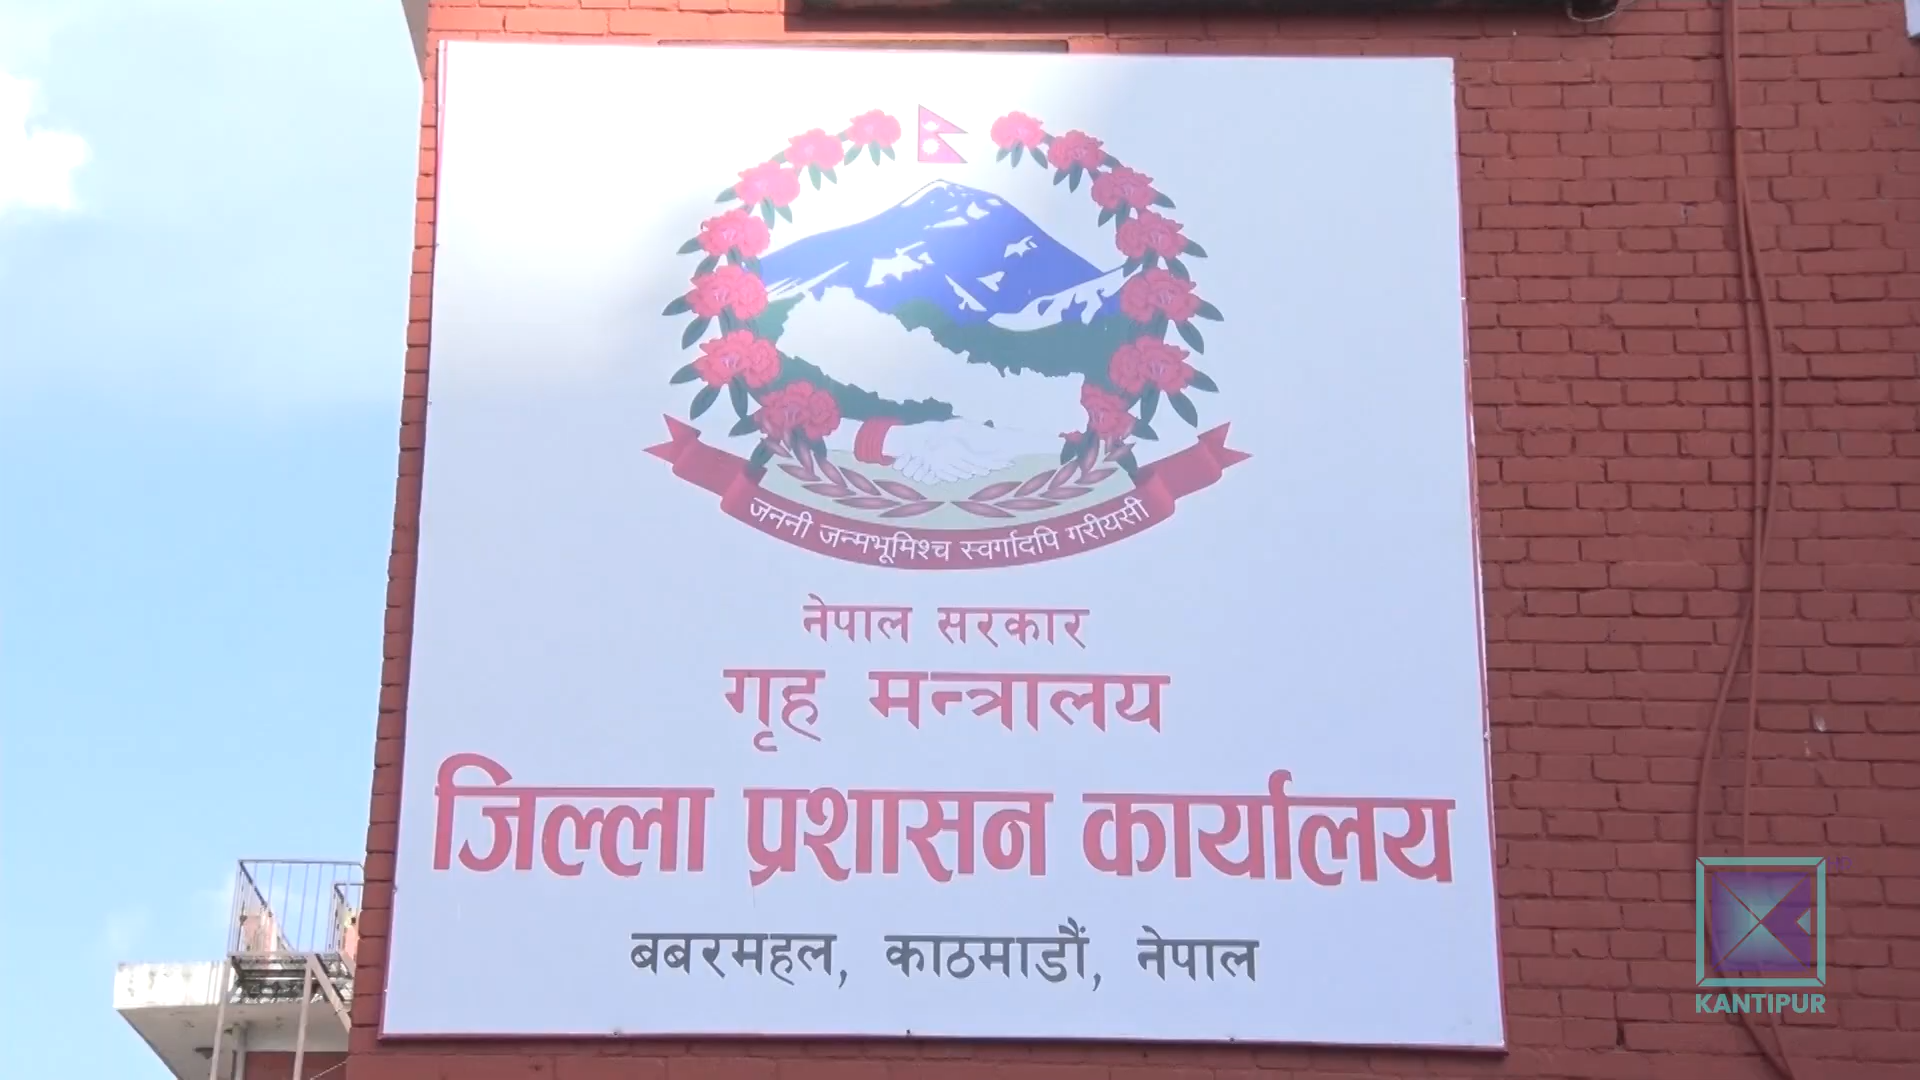 जननी जन्मभूमिश्च स्वर्गादपि गरीयसी
नेपाल सरकार
गृह मन्त्रालय
जिल्ला प्रशासन कार्यालय
बबरमहल, काठमाडौं, नेपाल
KANTIPUR